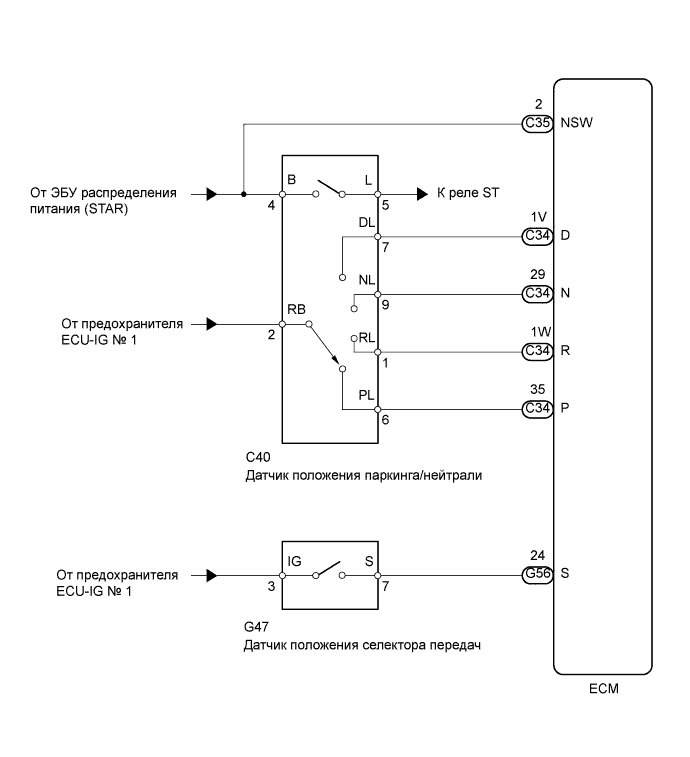 2
C35 NSW
От ЭБУ распределения
питания (STAR)
B L
4 5
К реле ST
DL
7
1V
C34 D
NL
9
29
C34 N
От предохранителя
ECU-IG № 1
RB
2
RL
1
1W
C34 R
PL
6
35
C34 P
C40
Датчик положения паркинга/нейтрали
От предохранителя
ECU-IG № 1
IG S
3 7
24
G56 S
G47
Датчик положения селектора передач
ECM